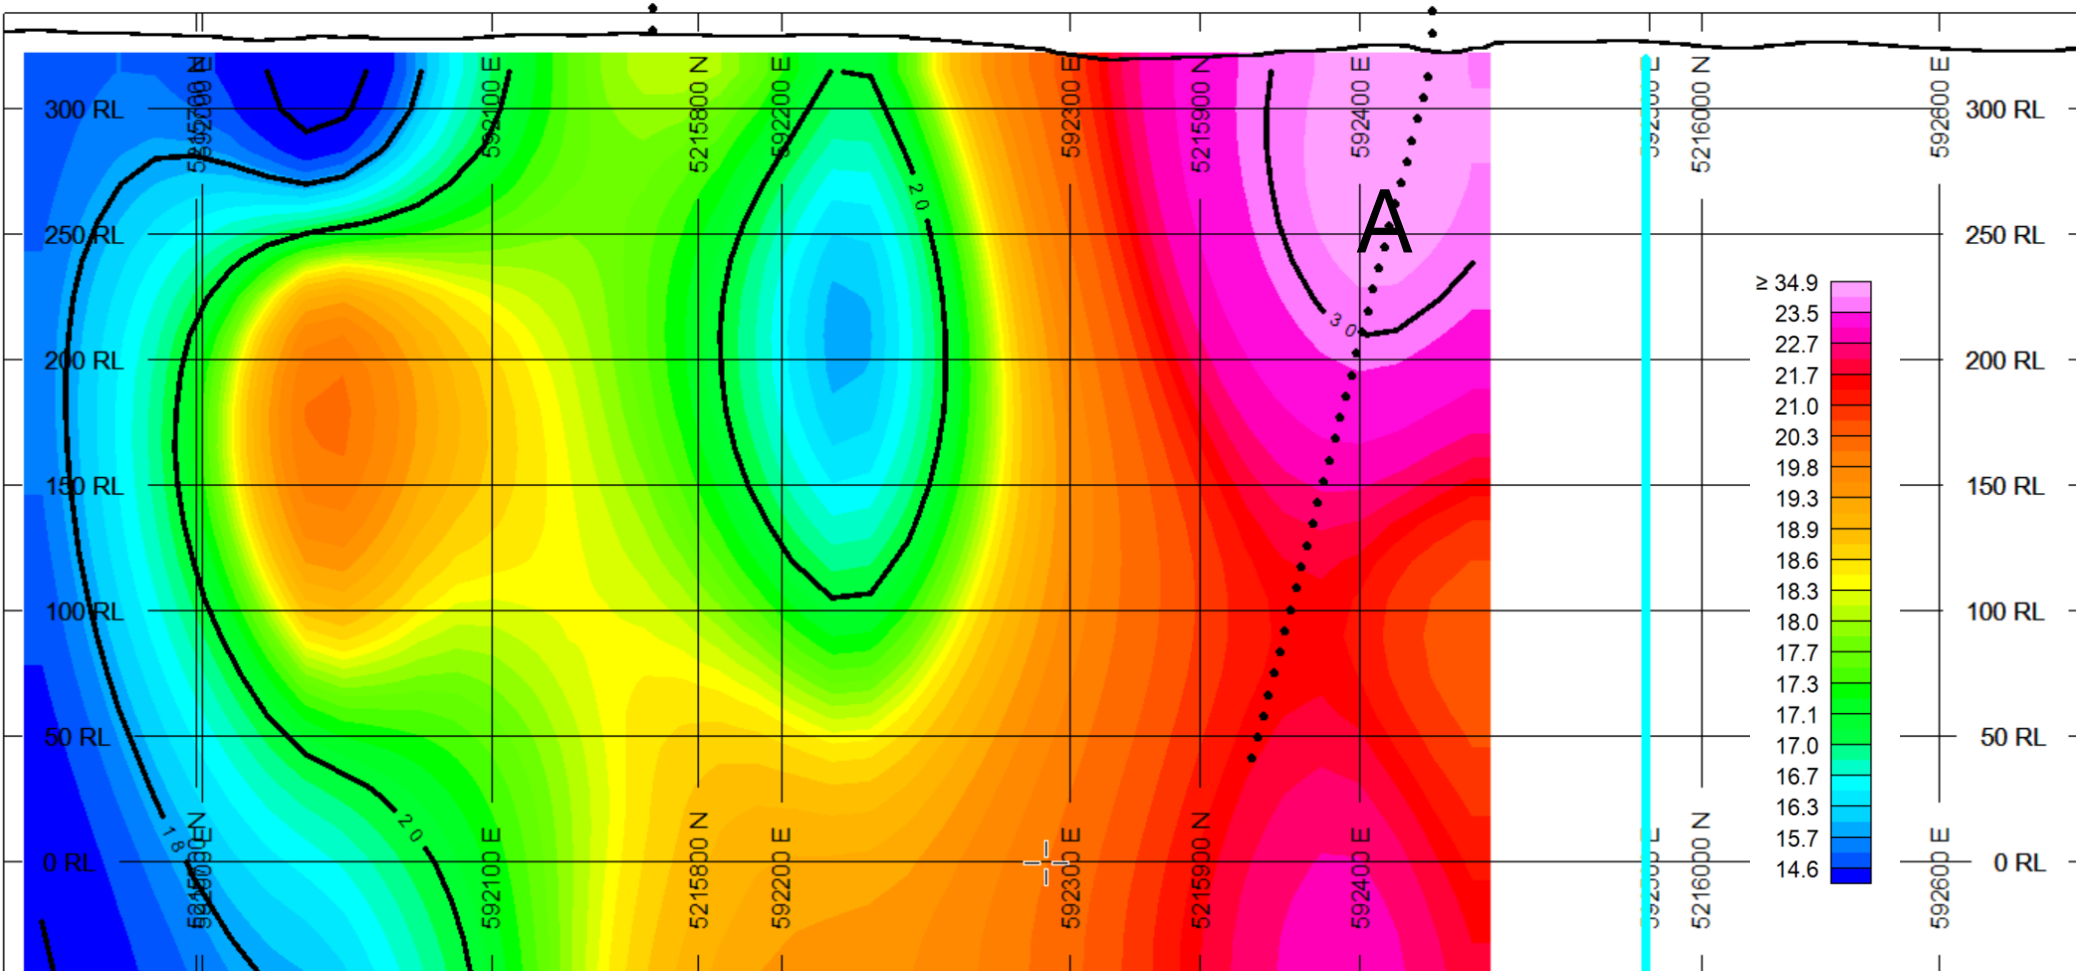 592100 E
5215800 N
592200 E
592300 E
5215900 N
592400 E
5216000 N
592600 E
300 RL
300 RL
20
A
250 RL
250 RL
≥ 34.9
23.5
30
22.7
200 RL
200 RL
21.7
21.0
20.3
19.8
150 RL
150 RL
19.3
18.9
18.6
18.3
100 RL
100 RL
18.0
17.7
17.3
17.1
50 RL
50 RL
17.0
16.7
16.3
18
20
15.7
0 RL
0 RL
14.6
592100 E
5215800 N
592200 E
592300 E
5215900 N
592400 E
5216000 N
592600 E